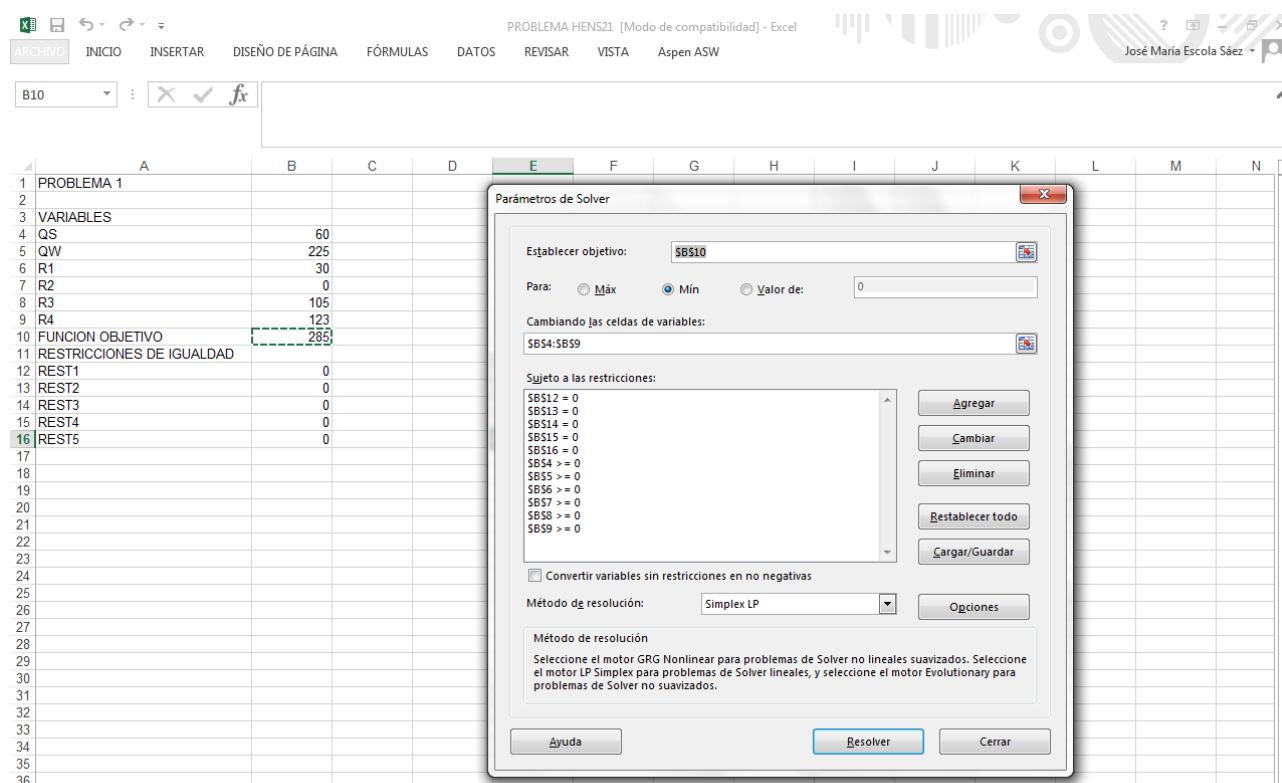 PROBLEMA HENS21 [Modo de compatibilidad] - Excel
?
ARCHIVO INICIO INSERTAR DISEÑO DE PÁGINA FÓRMULAS DATOS REVISAR VISTA Aspen ASW José María Escola Sáez
B10 fx
A B C D E F G H I J K L M N
1 PROBLEMA 1
2
3 VARIABLES
4 QS 60
5 QW 225
6 R1 30
7 R2 0
8 R3 105
9 R4 123
10 FUNCION OBJETIVO 285
11 RESTRICCIONES DE IGUALDAD
12 REST1 0
13 REST2 0
14 REST3 0
15 REST4 0
16 REST5 0
17
18
19
20
21
22
23
24
25
26
27
28
29
30
31
32
33
34
35
36
Parámetros de Solver
Establecer objetivo: $B$10
Para: Máx Mín Valor de: 0
Cambiando las celdas de variables:
$B$4:$B$9
Sujeto a las restricciones:
$B$12 = 0
$B$13 = 0
$B$14 = 0
$B$15 = 0
$B$16 = 0
$B$4 >= 0
$B$5 >= 0
$B$6 >= 0
$B$7 >= 0
$B$8 >= 0
$B$9 >= 0
Agregar
Cambiar
Eliminar
Restablecer todo
Cargar/Guardar
Convertir variables sin restricciones en no negativas
Método de resolución: Simplex LP Opciones
Método de resolución
Seleccione el motor GRG Nonlinear para problemas de Solver no lineales suavizados. Seleccione
el motor LP Simplex para problemas de Solver lineales, y seleccione el motor Evolutionary para
problemas de Solver no suavizados.
Ayuda Resolver Cerrar